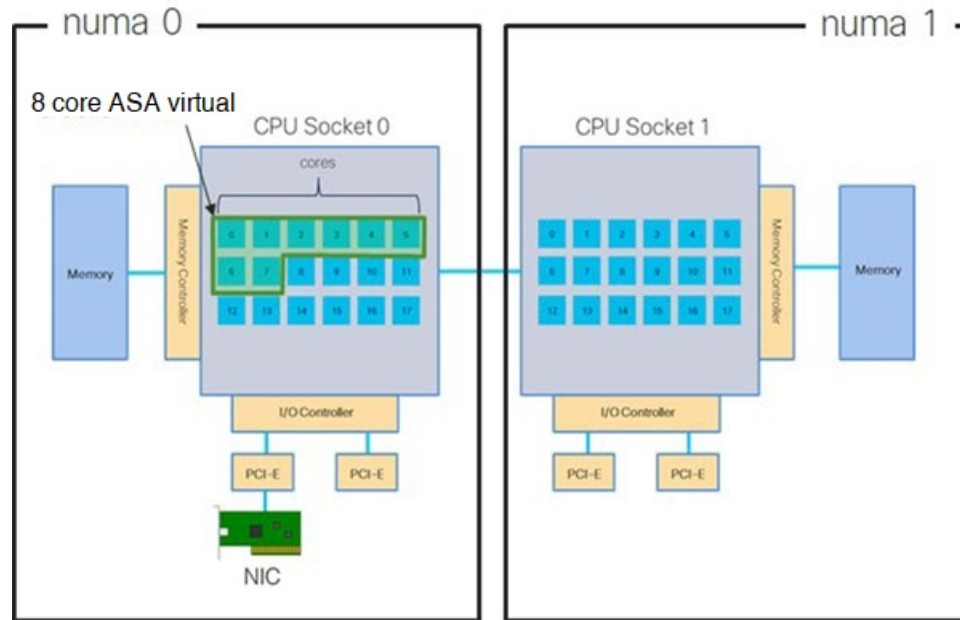 numa 0
numa 1
8 core ASA virtual
CPU Socket 0
CPU Socket 1
cores
0 1 2 3 4 5
0 1 2 3 4 5
Memory
Memory Controller
6 7 8 9 10 11
6 7 8 9 10 11
Memory Controller
Memory
12 13 14 15 16 17
12 13 14 15 16 17
I/O Controller
I/O Controller
PCI-E
PCI-E
PCI-E
PCI-E
NIC